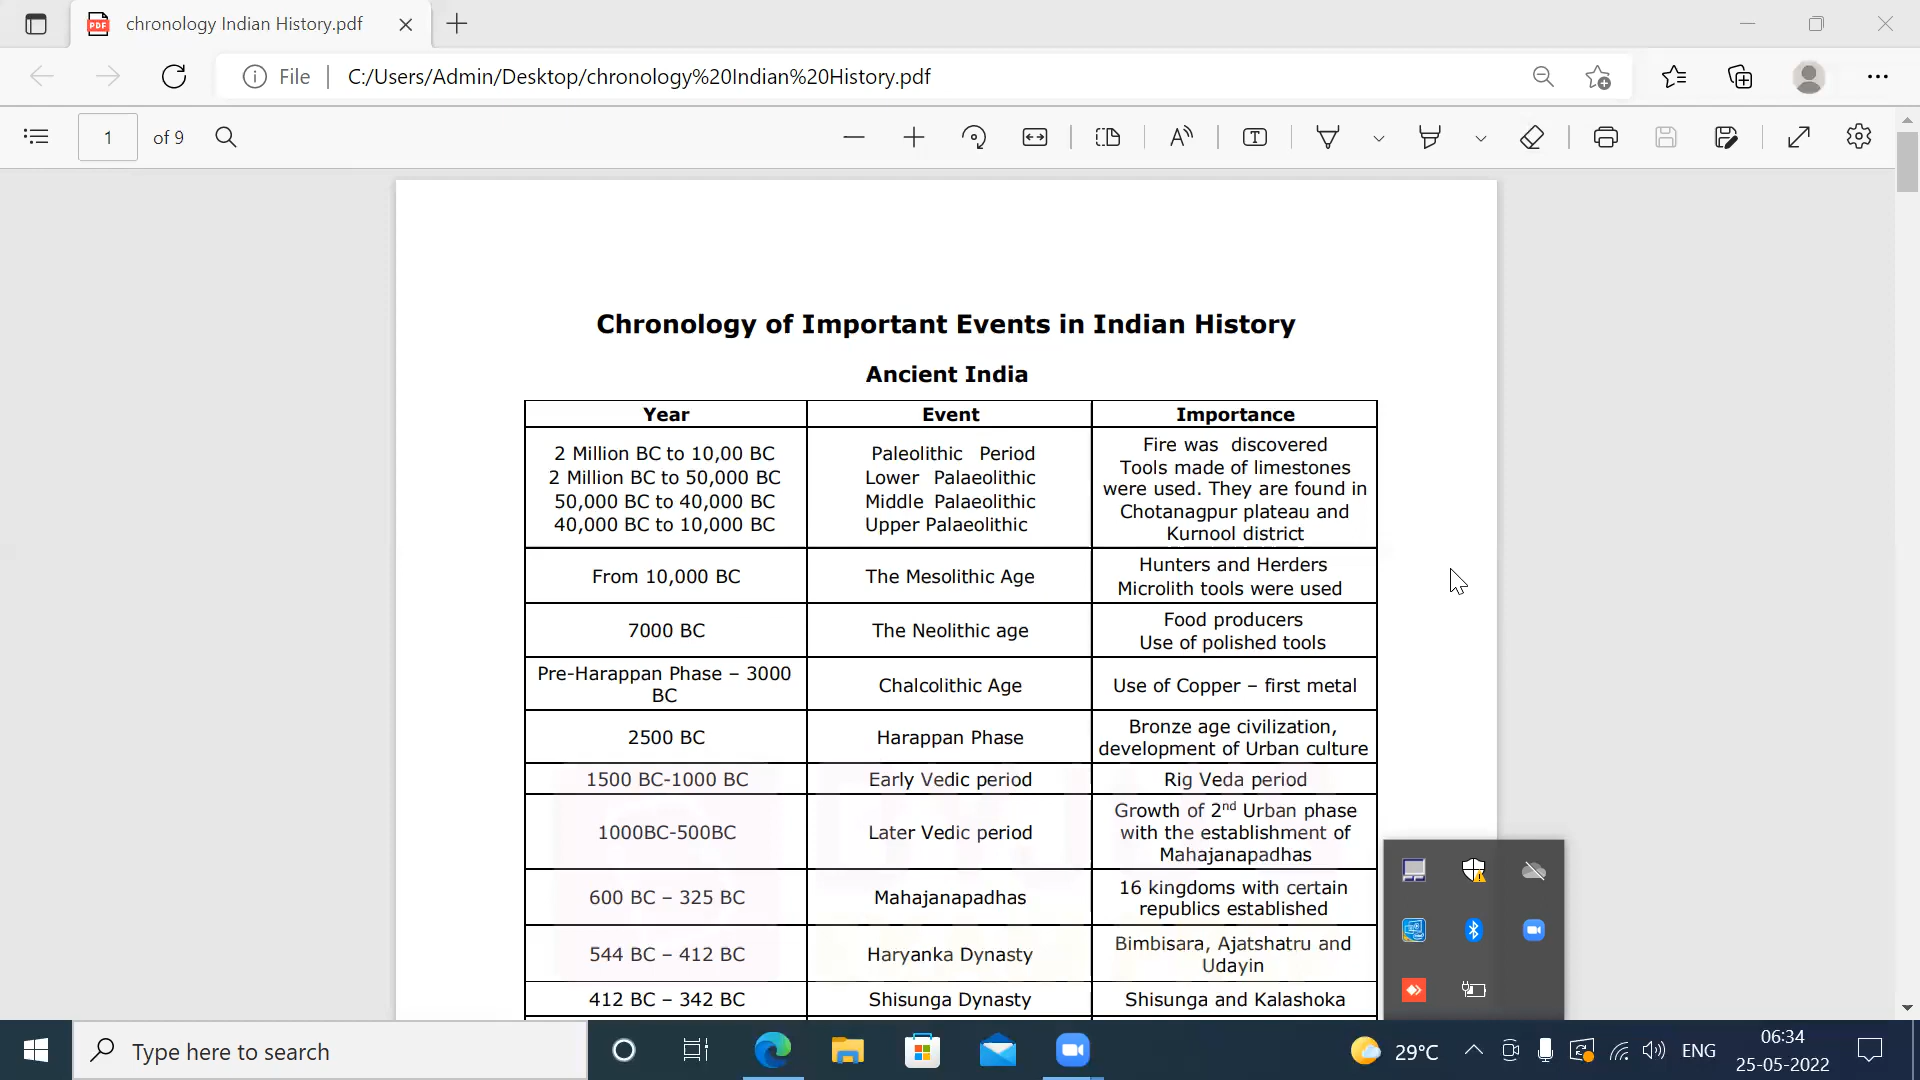 chronology Indian History.pdf
File
C:/Users/Admin/Desktop/chronology%20Indian%20History.pdf
1 of 9
Chronology of Important Events in Indian History
Ancient India
Year Event Importance
2 Million BC to 10,00 BC
2 Million BC to 50,000 BC
50,000 BC to 40,000 BC
40,000 BC to 10,000 BC
Paleolithic Period
Lower Palaeolithic
Middle Palaeolithic
Upper Palaeolithic
Fire was discovered
Tools made of limestones
were used. They are found in
Chotanagpur plateau and
Kurnool district
From 10,000 BC
The Mesolithic Age
Hunters and Herders
Microlith tools were used
7000 BC
The Neolithic age
Food producers
Use of polished tools
Pre-Harappan Phase – 3000
BC
Chalcolithic Age
Use of Copper – first metal
2500 BC
Harappan Phase
Bronze age civilization,
development of Urban culture
1500 BC-1000 BC
Early Vedic period
Rig Veda period
1000BC-500BC
Later Vedic period
Growth of 2nd Urban phase
with the establishment of
Mahajanapadhas
600 BC – 325 BC
Mahajanapadhas
16 kingdoms with certain
republics established
544 BC – 412 BC
Haryanka Dynasty
Bimbisara, Ajatshatru and
Udayin
412 BC – 342 BC
Shisunga Dynasty
Shisunga and Kalashoka
Type here to search
29°C
ENG
06:34
25-05-2022